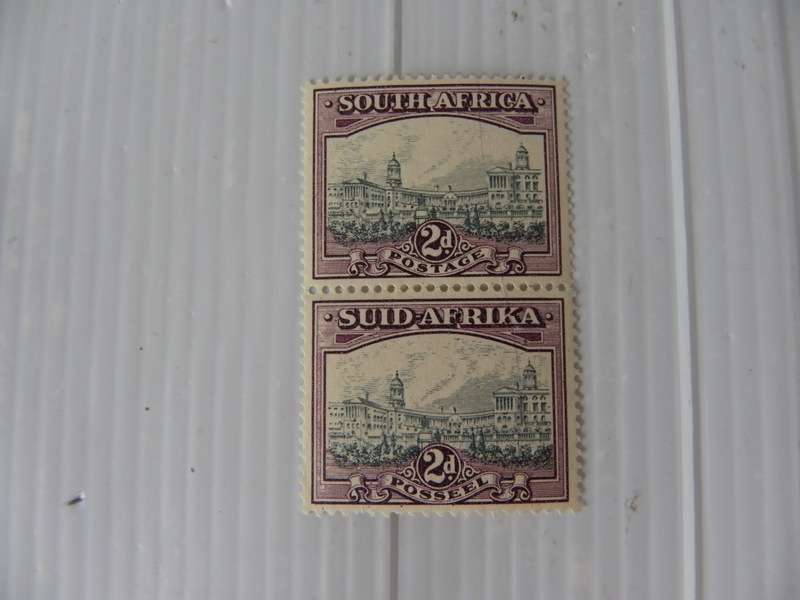 SOUTH AFRICA
2d.
POSTAGE
SUID-AFRIKA
2d.
POSSEEL